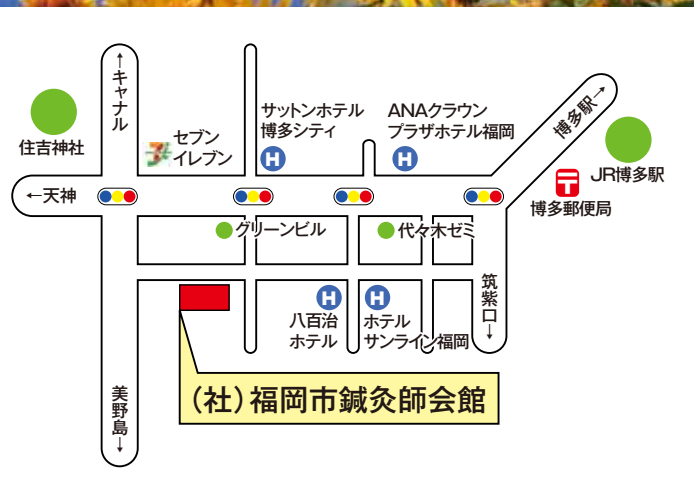 ←キャナル
住吉神社
セブン
イレブン
サットンホテル
博多シティ
H
ANAクラウン
プラザホテル福岡
H
博多駅→
JR博多駅
博多郵便局
←天神
グリーンビル
代々木ゼミ
筑紫口→
H
八百治
ホテル
H
ホテル
サンライン福岡
美野島→
（社）福岡市鍼灸師会館